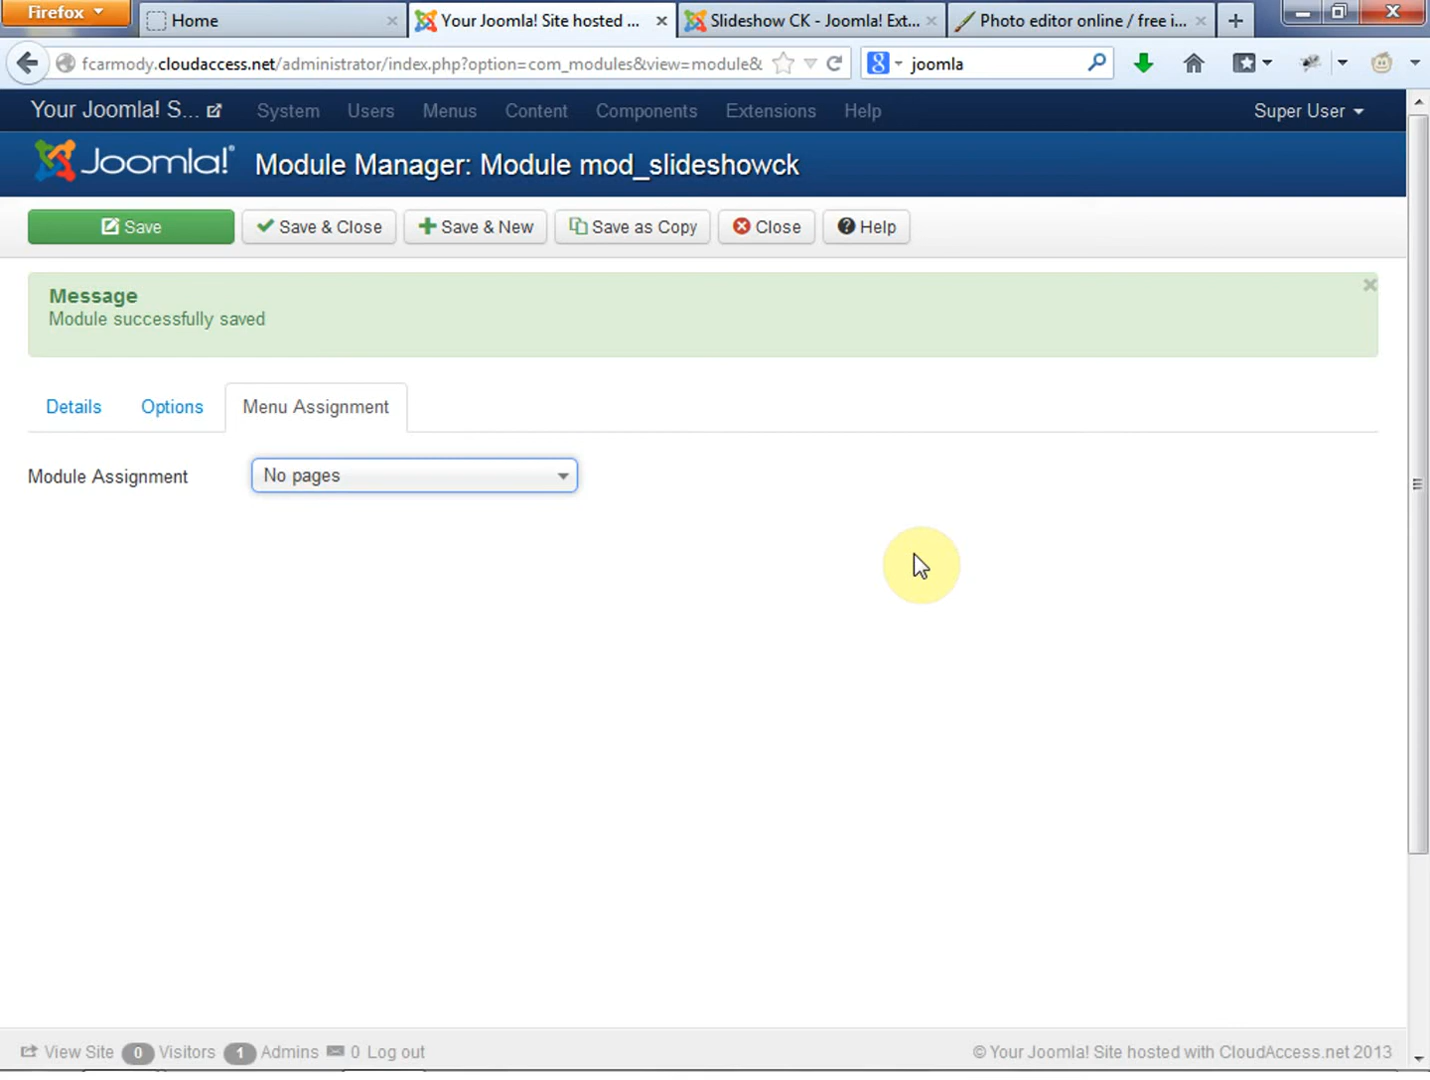 Firefox
Home
Your Joomla! Site hosted ...
Slideshow CK - Joomla! Ext...
Photo editor online / free i...
fcarmody.cloudaccess.net/administrator/index.php?option=com_modules&view=module&
joomla
Your Joomla! S...
System
Users
Menus
Content
Components
Extensions
Help
Super User
Joomla!
Module Manager: Module mod_slideshowck
Save
Save & Close
Save & New
Save as Copy
Close
Help
Message
Module successfully saved
Details
Options
Menu Assignment
Module Assignment
No pages
View Site 0 Visitors 1 Admins 0 Log out
© Your Joomla! Site hosted with CloudAccess.net 2013